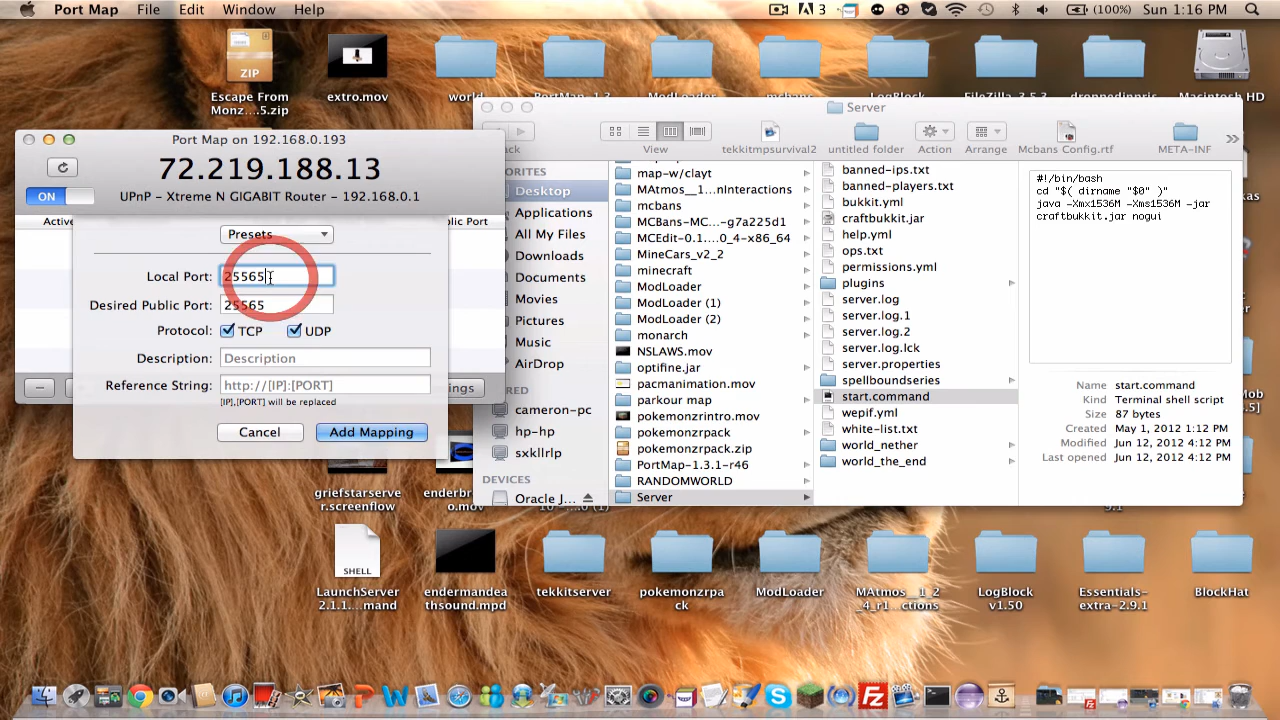 Port Map File Edit Window Help
3 (100%) Sun 1:16 PM
ZIP
Escape From
Monz....5.zip
extro.mov
world
Macintosh HD
Port Map on 192.168.0.193
72.219.188.13
ON
UPnP – Xtreme N GIGABIT Router – 192.168.0.1
Active
Presets
Local Port: 25565
Desired Public Port: 25565
Protocol: TCP UDP
Description: Description
Reference String: http://[IP]:[PORT]
[IP],[PORT] will be replaced
Cancel Add Mapping
Server
View
tekkitmpsurvival2
untitled folder
Action
Arrange
Mcbans Config.rtf
META-INF
Desktop
Applications
All My Files
Downloads
Documents
Movies
Pictures
Music
AirDrop
cameron-pc
hp-hp
sxkllrlp
DEVICES
Oracle J...
map-w/clayt
MAtmos__1...nInteractions
mcbans
MCBans-MC...-g7a225d1
MCEdit-0.1...0_4-x86_64
MineCars_v2_2
minecraft
ModLoader
ModLoader (1)
ModLoader (2)
monarch
NSLAWS.mov
optifine.jar
pacmanimation.mov
parkour map
pokemonzrintro.mov
pokemonzrpack
pokemonzrpack.zip
PortMap-1.3.1-r46
RANDOMWORLD
Server
banned-ips.txt
banned-players.txt
bukkit.yml
craftbukkit.jar
help.yml
ops.txt
permissions.yml
plugins
server.log
server.log.1
server.log.2
server.log.lck
server.properties
spellboundseries
start.command
wepif.yml
white-list.txt
world_nether
world_the_end
#!/bin/bash
cd "$( dirname "$0" )"
java -Xmx1536M -Xms1536M -jar
craftbukkit.jar nogui
Name start.command
Kind Terminal shell script
Size 87 bytes
Created May 1, 2012 1:12 PM
Modified Jun 12, 2012 4:12 PM
Last opened Jun 12, 2012 4:12 PM
griefstarserve
r.screenflow
SHELL
LaunchServer
2.1.1....mand
endermandea
thsound.mpd
tekkitserver
pokemonzrpa
ck
ModLoader
MAtmos__1_2
_4_r1...ctions
LogBlock
v1.50
Essentials-
extra-2.9.1
BlockHat